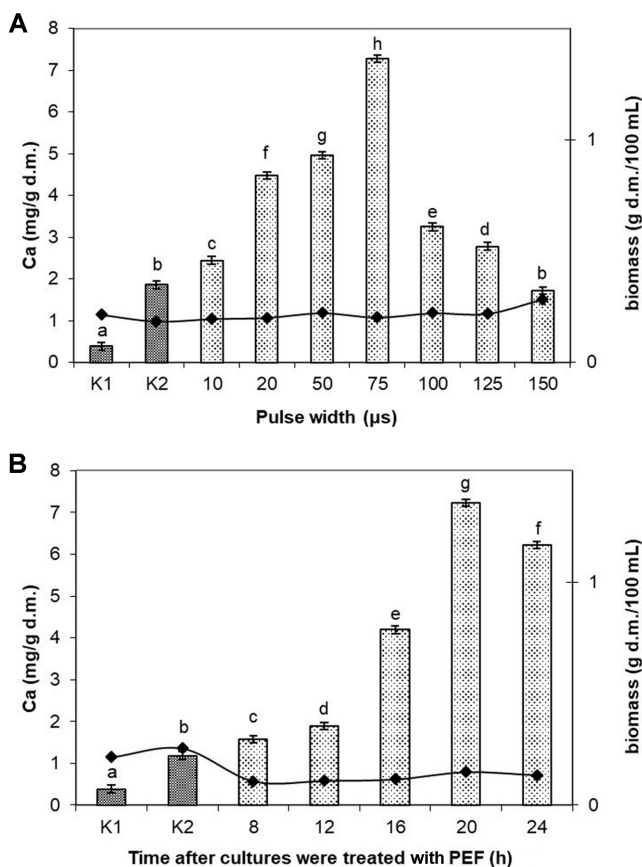 A
Ca (mg/g d.m.)
8
7
6
5
4
3
2
1
0
a
b
c
f
g
h
e
d
b
1
0
biomass (g d.m./100 mL)
K1 K2 10 20 50 75 100 125 150
Pulse width (µs)
B
Ca (mg/g d.m.)
8
7
6
5
4
3
2
1
0
a
b
c
d
e
g
f
1
0
biomass (g d.m./100 mL)
K1 K2 8 12 16 20 24
Time after cultures were treated with PEF (h)